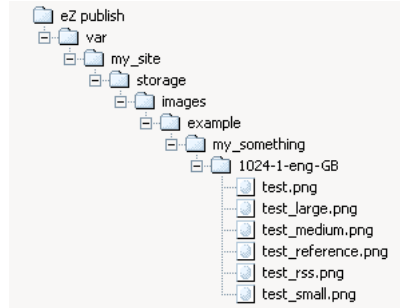 eZ publish
var
my_site
storage
images
example
my_something
1024-1-eng-GB
test.png
test_large.png
test_medium.png
test_reference.png
test_rss.png
test_small.png